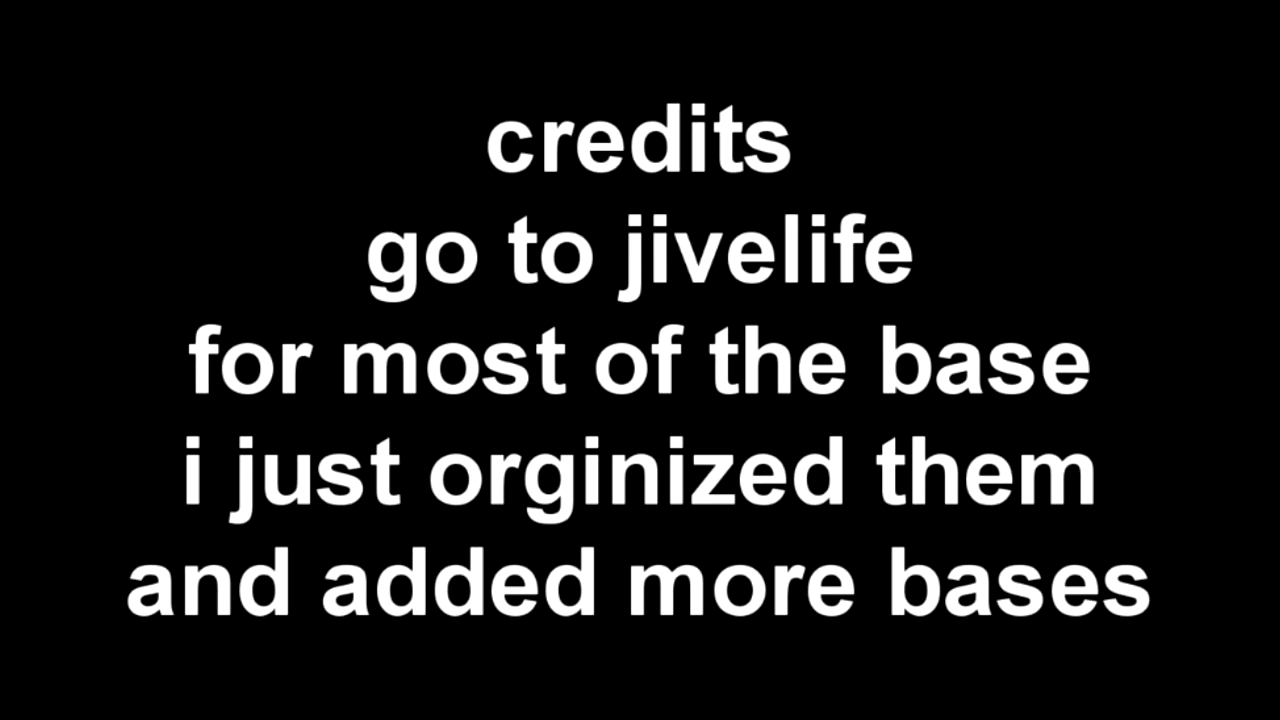 credits
go to jivelife
for most of the base
i just orginized them
and added more bases